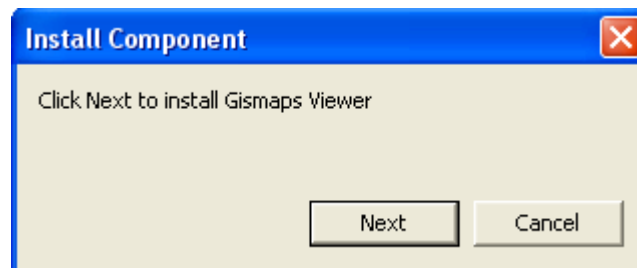 Install Component
Click Next to install Gismaps Viewer
Next
Cancel